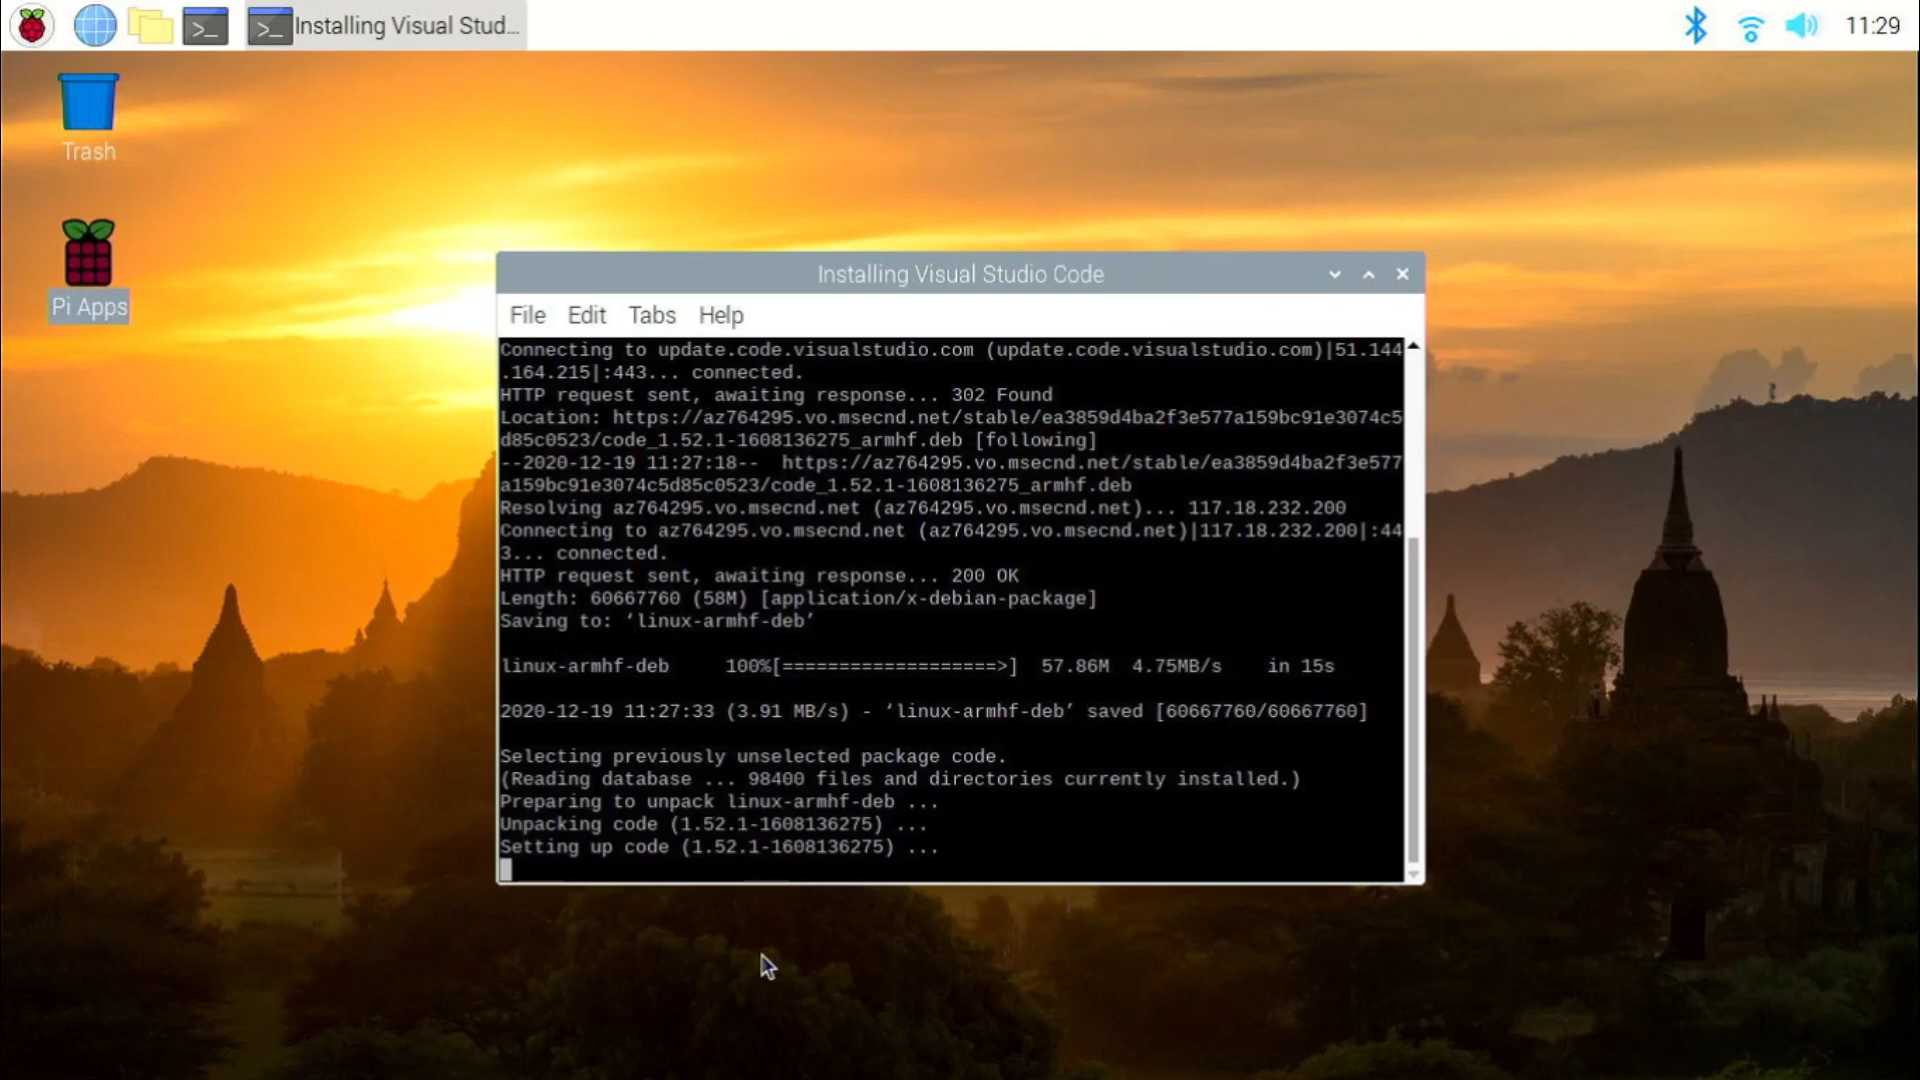 Installing Visual Stud...
11:29
Trash
Pi Apps
Installing Visual Studio Code
File Edit Tabs Help
Connecting to update.code.visualstudio.com (update.code.visualstudio.com)|51.144
.164.215|:443... connected.
HTTP request sent, awaiting response... 302 Found
Location: https://az764295.vo.msecnd.net/stable/ea3859d4ba2f3e577a159bc91e3074c5
d85c0523/code_1.52.1-1608136275_armhf.deb [following]
--2020-12-19 11:27:18--  https://az764295.vo.msecnd.net/stable/ea3859d4ba2f3e577
a159bc91e3074c5d85c0523/code_1.52.1-1608136275_armhf.deb
Resolving az764295.vo.msecnd.net (az764295.vo.msecnd.net)... 117.18.232.200
Connecting to az764295.vo.msecnd.net (az764295.vo.msecnd.net)|117.18.232.200|:44
3... connected.
HTTP request sent, awaiting response... 200 OK
Length: 60667760 (58M) [application/x-debian-package]
Saving to: ‘linux-armhf-deb’
linux-armhf-deb     100%[===================>]  57.86M  4.75MB/s    in 15s
2020-12-19 11:27:33 (3.91 MB/s) - ‘linux-armhf-deb’ saved [60667760/60667760]
Selecting previously unselected package code.
(Reading database ... 98400 files and directories currently installed.)
Preparing to unpack linux-armhf-deb ...
Unpacking code (1.52.1-1608136275) ...
Setting up code (1.52.1-1608136275) ...